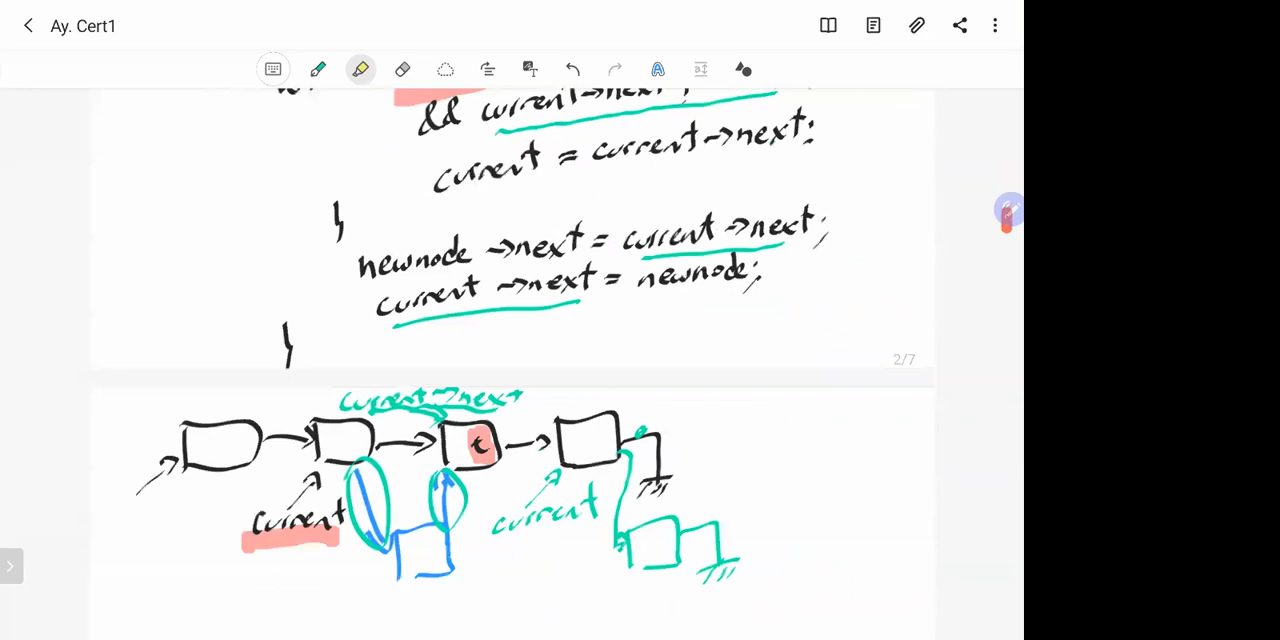 Ay. Cert1
&& current->next ;
current = current->next;
}
newnode ->next = current ->next;
current ->next = newnode;
}
2/7
current->next
t
current
current